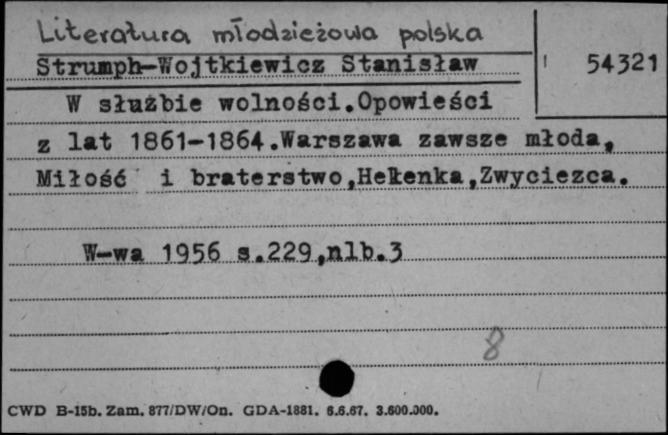 Literatura młodzieżowa polska
Strumph-Wojtkiewicz Stanisław
I 54321
W służbie wolności.Opowieści
z lat 1861-1864.Warszawa zawsze młoda,
Miłość i braterstwo,Helenka,Zwyciezca.
W-wa 1956 s.229,nlb.3
8
CWD B-15b. Zam. 877/DW/On. GDA-1881. 6.6.67. 3.600.000.